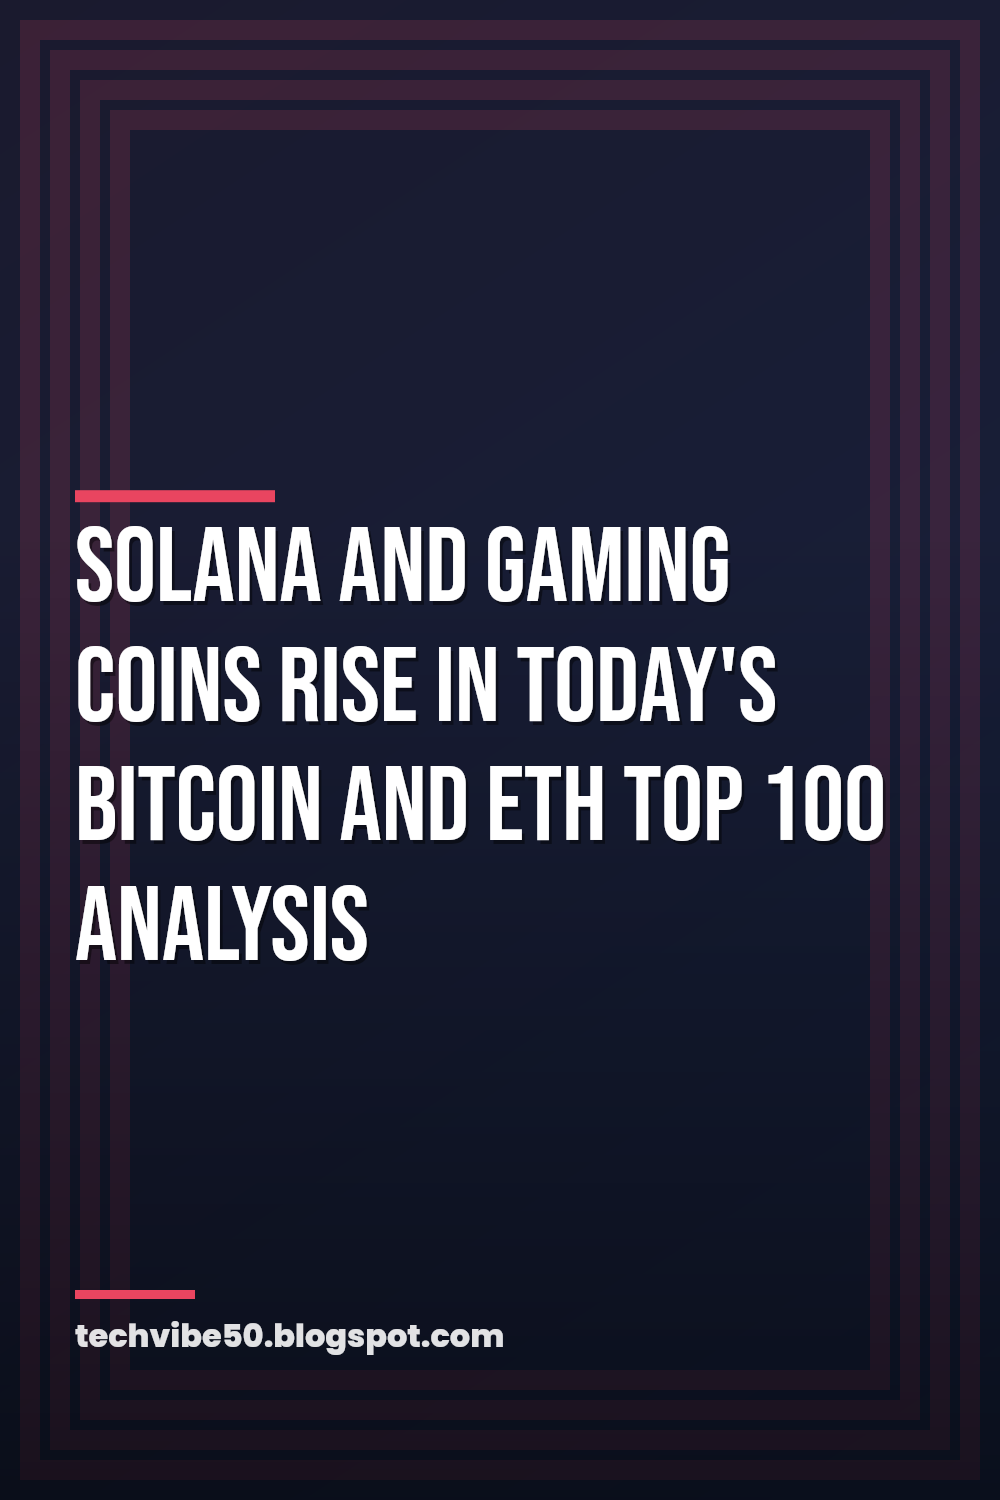 SOLANA AND GAMING
COINS RISE IN TODAY'S
BITCOIN AND ETH TOP 100
ANALYSIS
techvibe50.blogspot.com